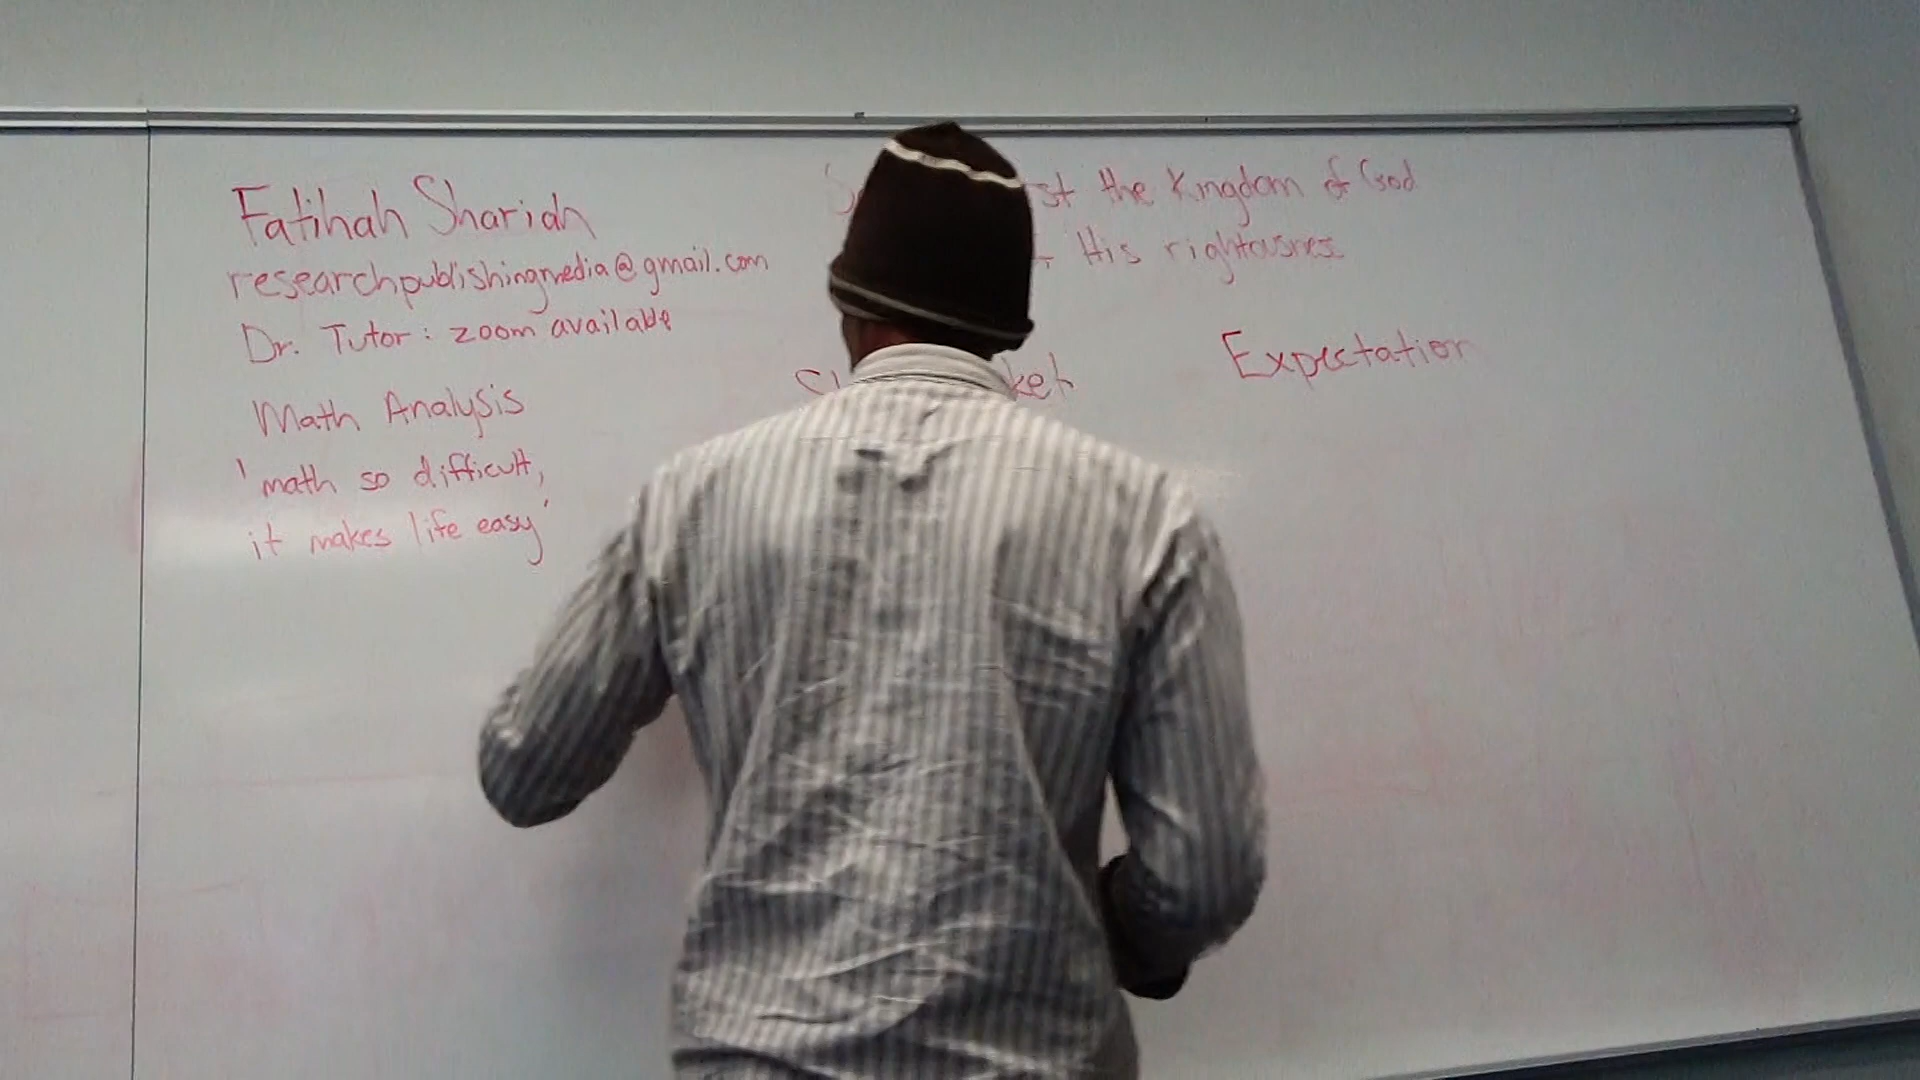 Fatihah Shariah
researchpublishingmedia@gmail.com
Dr. Tutor: zoom available
Math Analysis
'math so difficult,
it makes life easy'
the Kingdom of God
His rightousness
Expectation